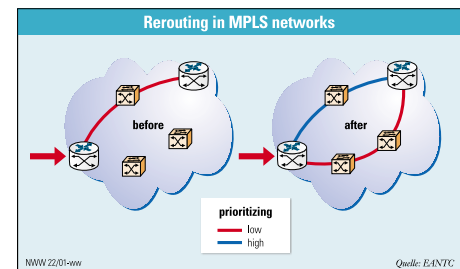 Rerouting in MPLS networks
before
after
prioritizing
low
high
NWW 22/01-ww
Quelle: EANTC